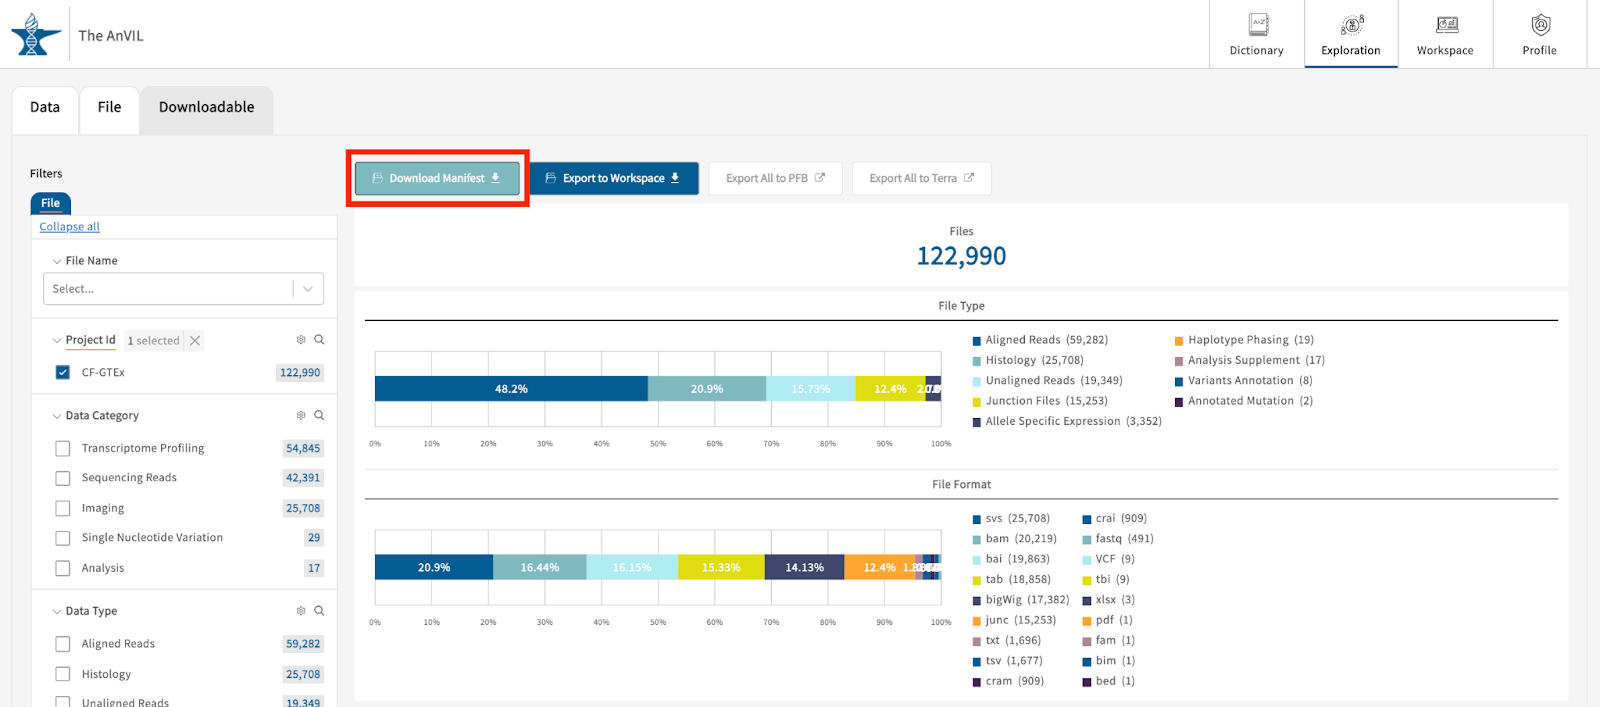 The AnVIL
Dictionary
Exploration
Workspace
Profile
Data
File
Downloadable
Filters
File
Collapse all
File Name
Select...
Project Id 1 selected
CF-GTEx 122,990
Data Category
Transcriptome Profiling 54,845
Sequencing Reads 42,391
Imaging 25,708
Single Nucleotide Variation 29
Analysis 17
Data Type
Aligned Reads 59,282
Histology 25,708
Unaligned Reads 19,349
Download Manifest
Export to Workspace
Export All to PFB
Export All to Terra
Files
122,990
File Type
48.2% 20.9% 15.73% 12.4%
0% 10% 20% 30% 40% 50% 60% 70% 80% 90% 100%
Aligned Reads (59,282)
Histology (25,708)
Unaligned Reads (19,349)
Junction Files (15,253)
Allele Specific Expression (3,352)
Haplotype Phasing (19)
Analysis Supplement (17)
Variants Annotation (8)
Annotated Mutation (2)
File Format
20.9% 16.44% 16.15% 15.33% 14.13% 12.4%
0% 10% 20% 30% 40% 50% 60% 70% 80% 90% 100%
svs (25,708)
bam (20,219)
bai (19,863)
tab (18,858)
bigWig (17,382)
junc (15,253)
txt (1,696)
tsv (1,677)
cram (909)
crai (909)
fastq (491)
VCF (9)
tbi (9)
xlsx (3)
pdf (1)
fam (1)
bim (1)
bed (1)